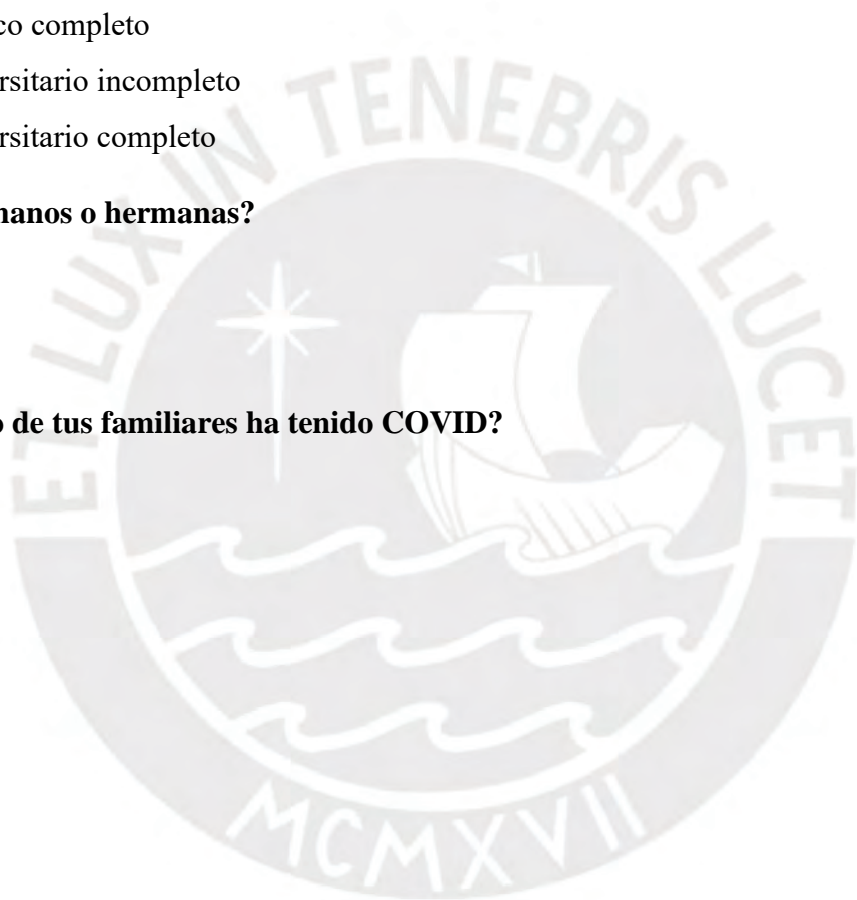 co completo
rsitario incompleto
rsitario completo
manos o hermanas?
o de tus familiares ha tenido COVID?
ET LUX IN TENEBRIS LUCET
MCMXVII